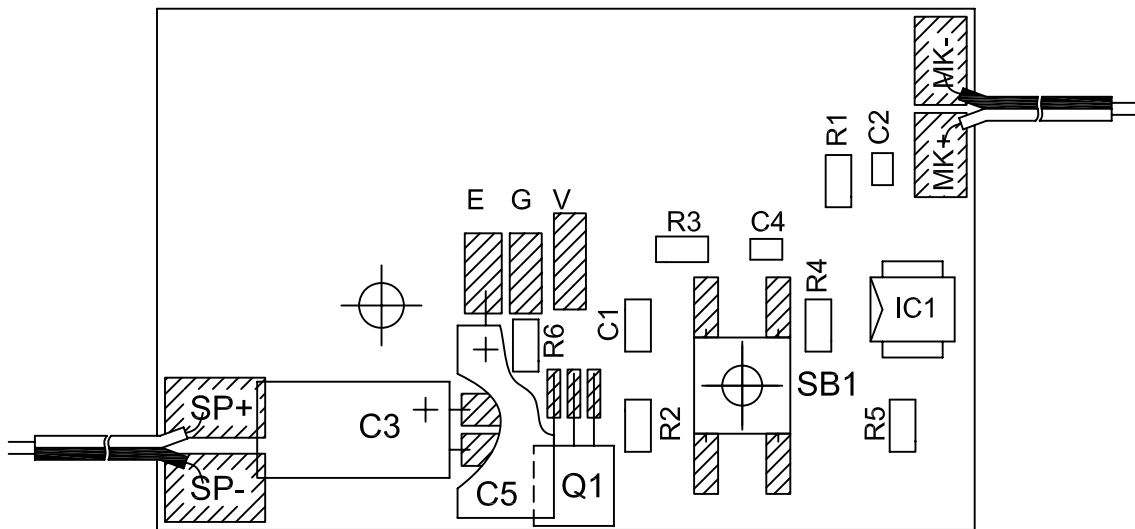 MK-
MK+
R1
C2
E G V
R3
C4
R4
IC1
C1
R6
SB1
SP+
C3
R2
R5
SP-
C5
Q1